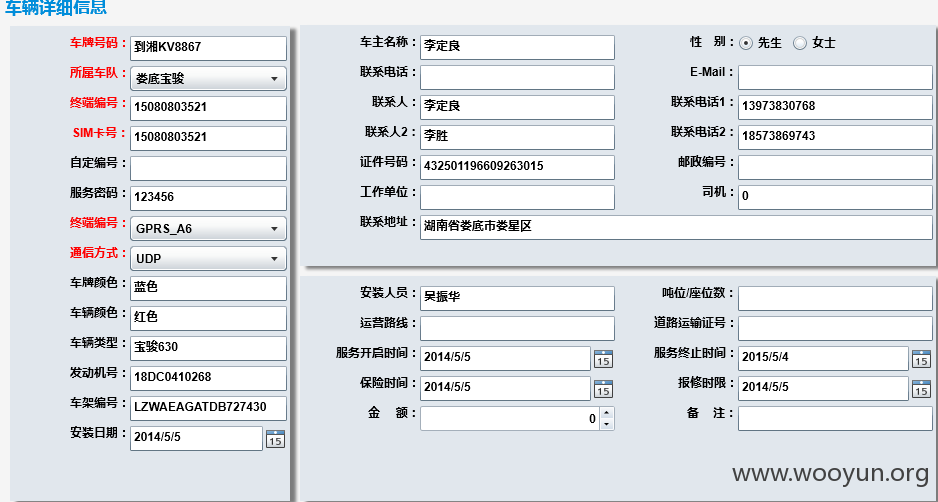 车辆详细信息
车牌号码： 到湘KV8867
所属车队： 娄底宝骏
终端编号： 15080803521
SIM卡号： 15080803521
自定编号：
服务密码： 123456
终端编号： GPRS_A6
通信方式： UDP
车牌颜色： 蓝色
车辆颜色： 红色
车辆类型： 宝骏630
发动机号： 18DC0410268
车架编号： LZWAEAGATDB727430
安装日期： 2014/5/5
车主名称： 李定良 性 别： 先生 女士
联系电话： E-Mail：
联系人： 李定良 联系电话1： 13973830768
联系人2： 李胜 联系电话2： 18573869743
证件号码： 432501196609263015 邮政编号：
工作单位： 司机： 0
联系地址： 湖南省娄底市娄星区
安装人员： 吴振华 吨位/座位数：
运营路线： 道路运输证号：
服务开启时间： 2014/5/5 服务终止时间： 2015/5/4
保险时间： 2014/5/5 报修时限： 2014/5/5
金 额： 0 备 注：
www.wooyun.org